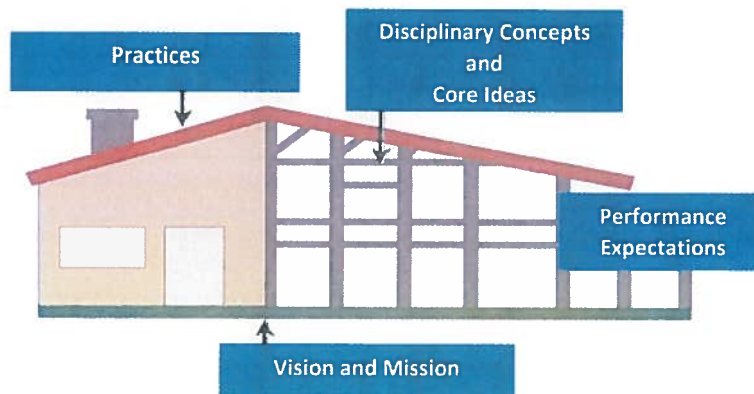 Practices
Disciplinary Concepts
and
Core Ideas
Performance
Expectations
Vision and Mission